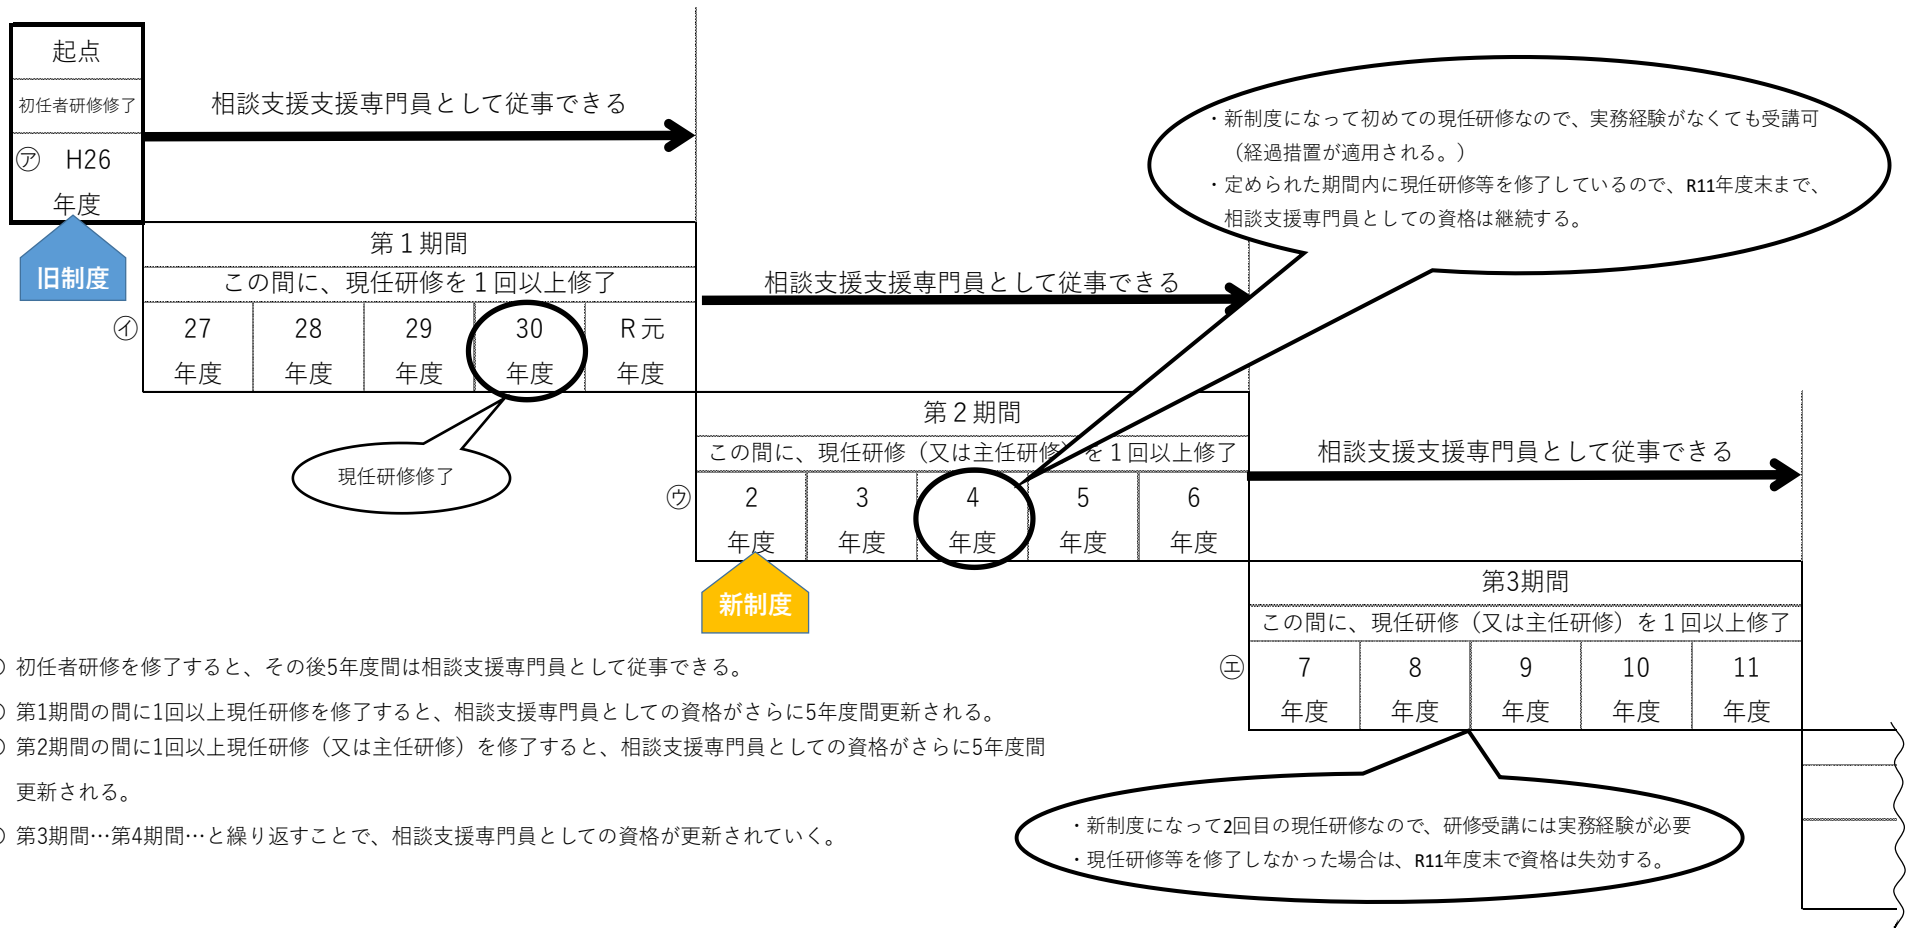 起点
初任者研修修了
㋐ H26
年度
旧制度
相談支援支援専門員として従事できる
第１期間
この間に、現任研修を１回以上修了
㋑
27
年度
28
年度
29
年度
30
年度
R元
年度
現任研修修了
相談支援支援専門員として従事できる
・新制度になって初めての現任研修なので、実務経験がなくても受講可
（経過措置が適用される。）
・定められた期間内に現任研修等を修了しているので、R11年度末まで、
相談支援専門員としての資格は継続する。
第２期間
この間に、現任研修（又は主任研修）を１回以上修了
㋒
2
年度
3
年度
4
年度
5
年度
6
年度
新制度
相談支援支援専門員として従事できる
第3期間
この間に、現任研修（又は主任研修）を１回以上修了
㋓
7
年度
8
年度
9
年度
10
年度
11
年度
初任者研修を修了すると、その後5年度間は相談支援専門員として従事できる。
第1期間の間に1回以上現任研修を修了すると、相談支援専門員としての資格がさらに5年度間更新される。
第2期間の間に1回以上現任研修（又は主任研修）を修了すると、相談支援専門員としての資格がさらに5年度間
更新される。
第3期間…第4期間…と繰り返すことで、相談支援専門員としての資格が更新されていく。
・新制度になって2回目の現任研修なので、研修受講には実務経験が必要
・現任研修等を修了しなかった場合は、R11年度末で資格は失効する。